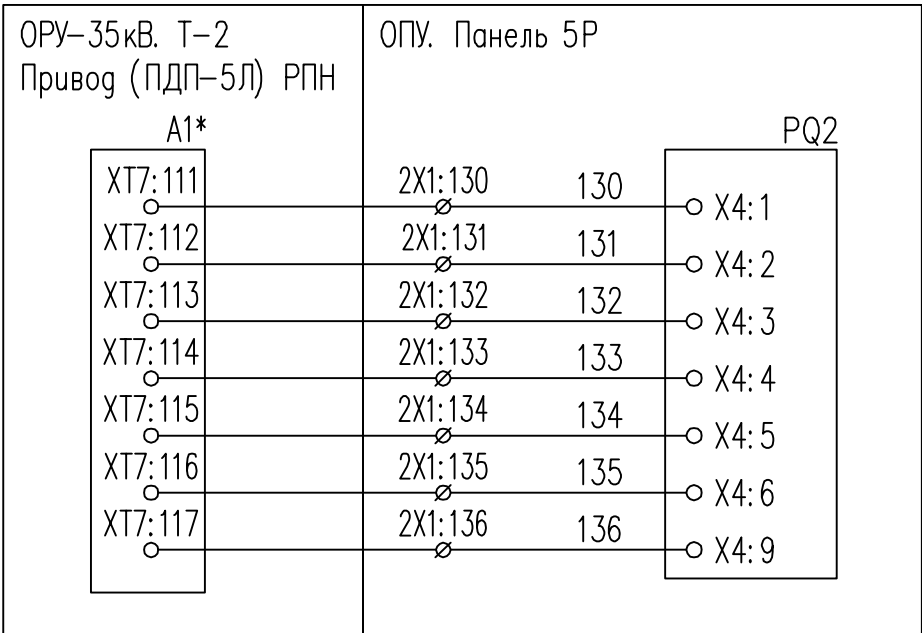 ОРУ-35кВ. Т-2
Привод (ПДП-5Л) РПН
ОПУ. Панель 5Р
А1*
PQ2
XT7:111
2X1:130
130
X4:1
XT7:112
2X1:131
131
X4:2
XT7:113
2X1:132
132
X4:3
XT7:114
2X1:133
133
X4:4
XT7:115
2X1:134
134
X4:5
XT7:116
2X1:135
135
X4:6
XT7:117
2X1:136
136
X4:9